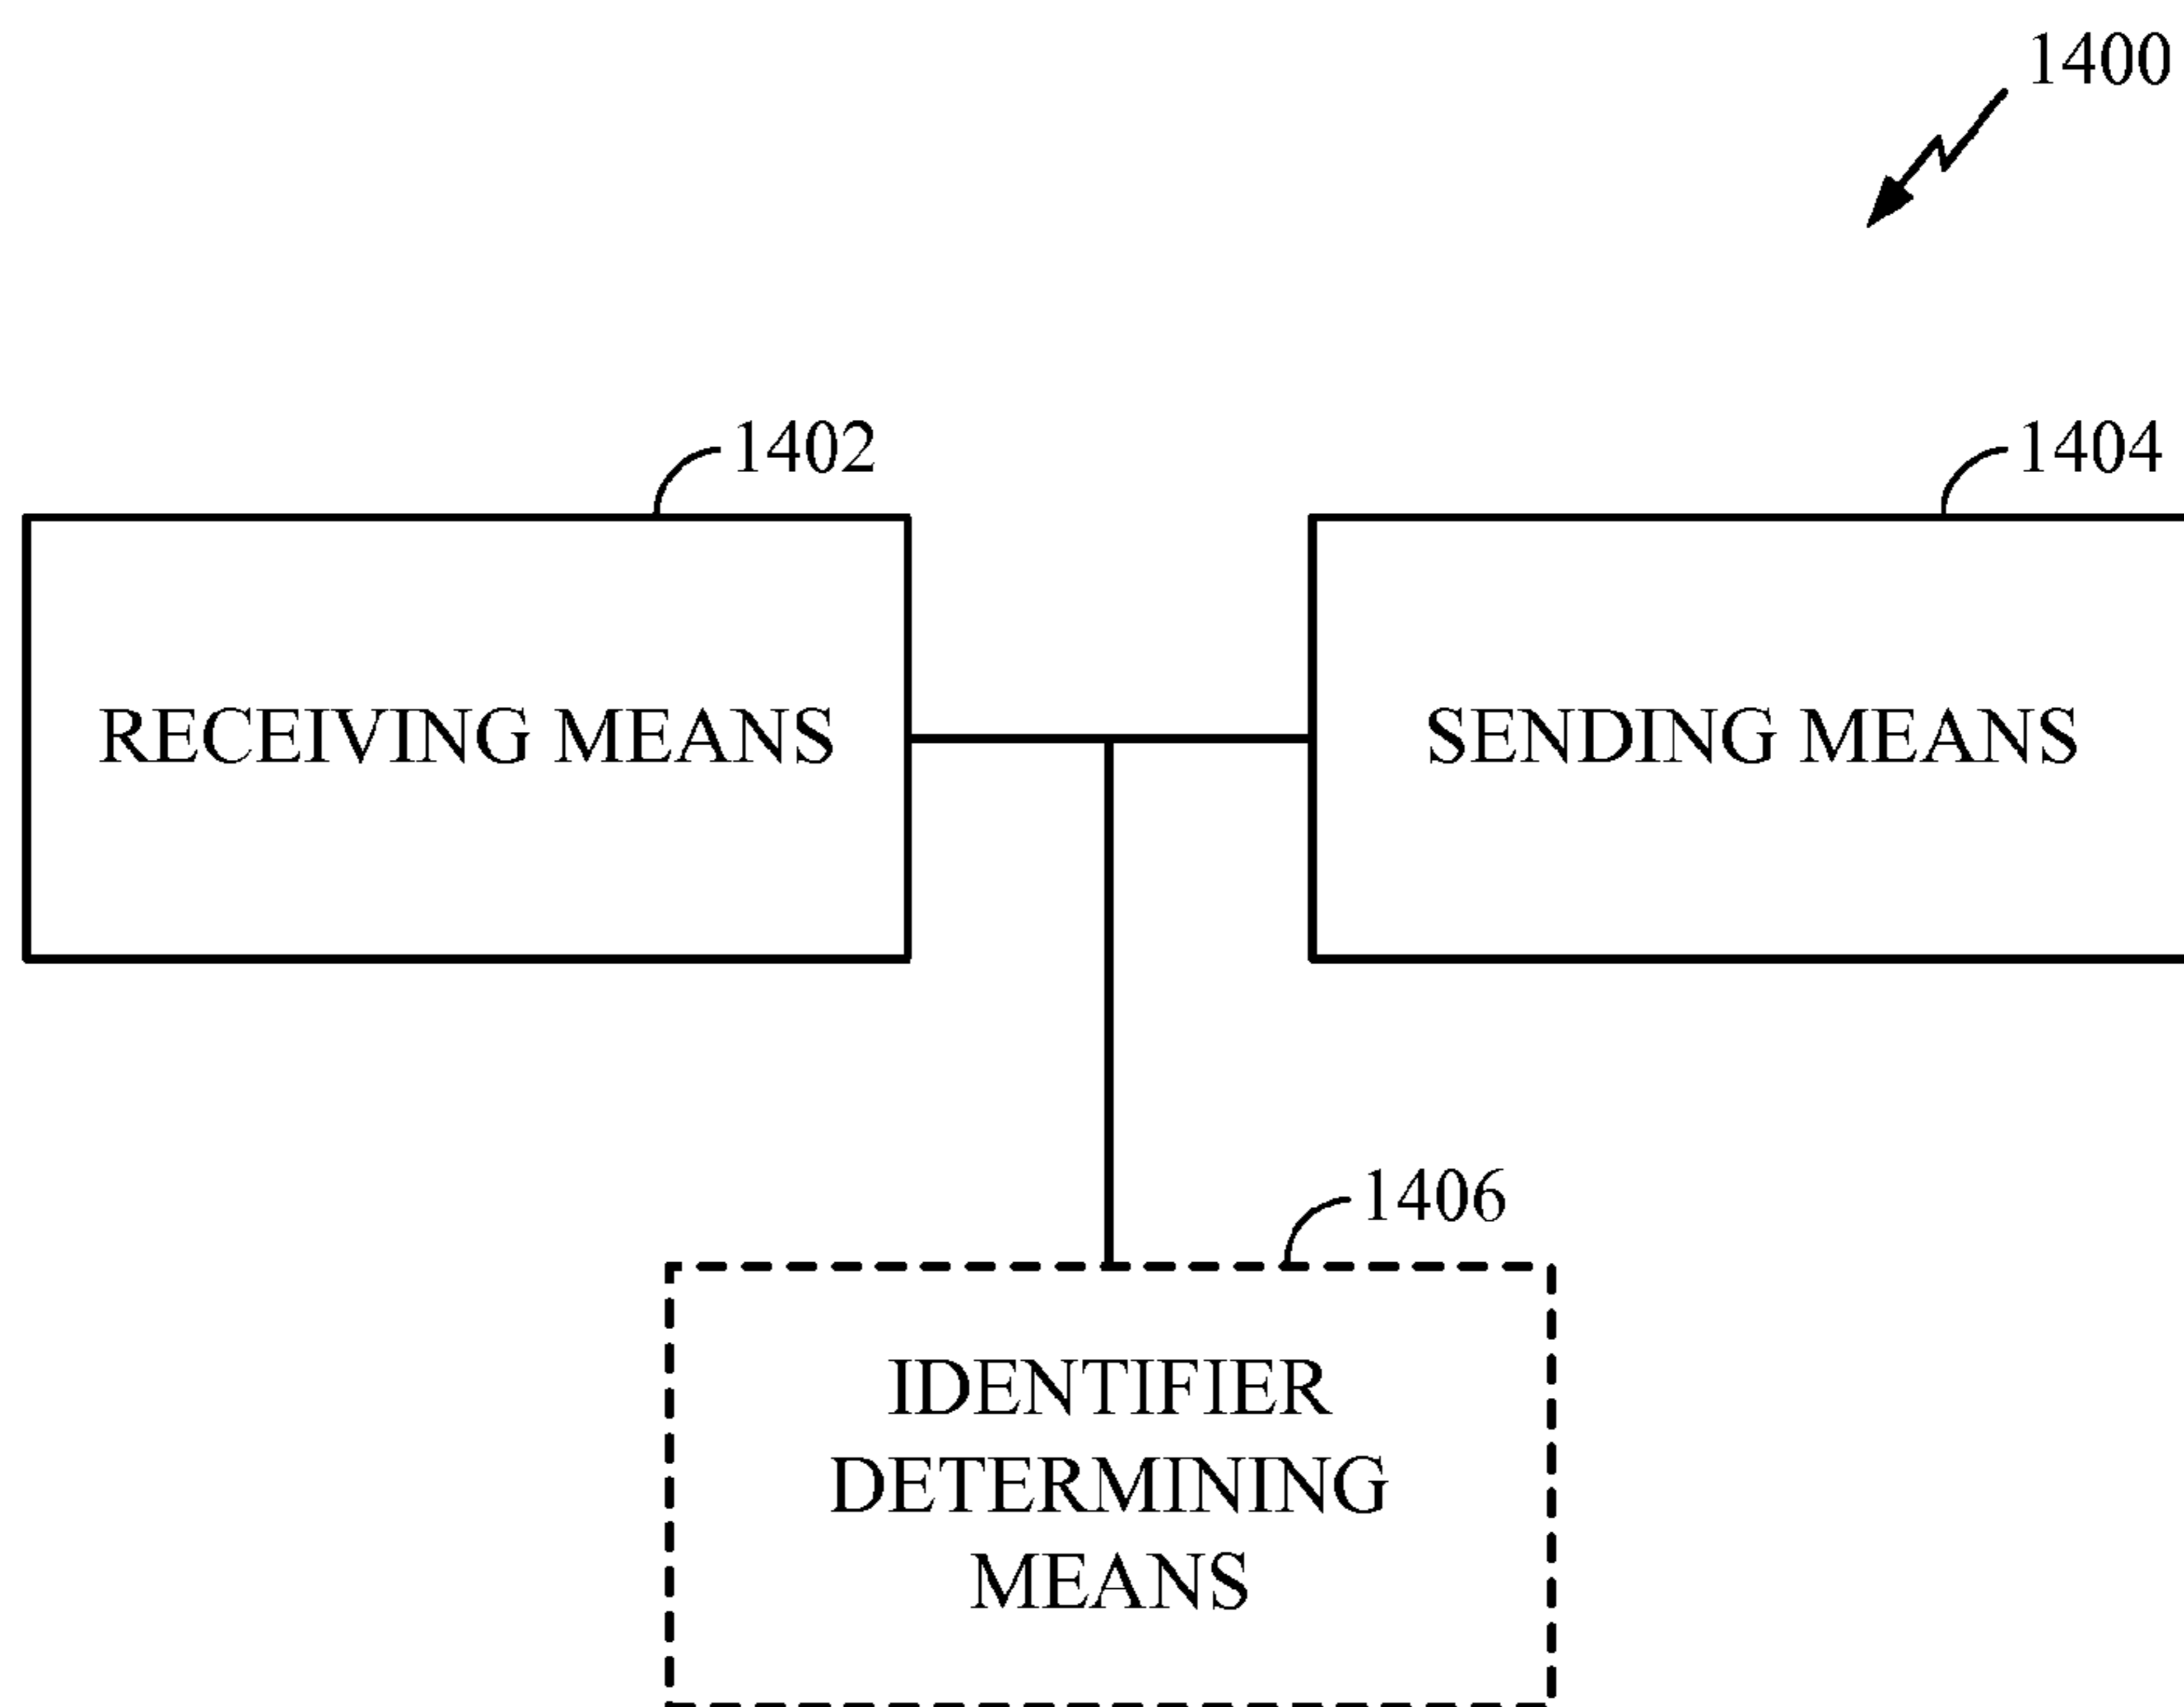 1400
1402
1404
RECEIVING MEANS
SENDING MEANS
1406
IDENTIFIER
DETERMINING
MEANS